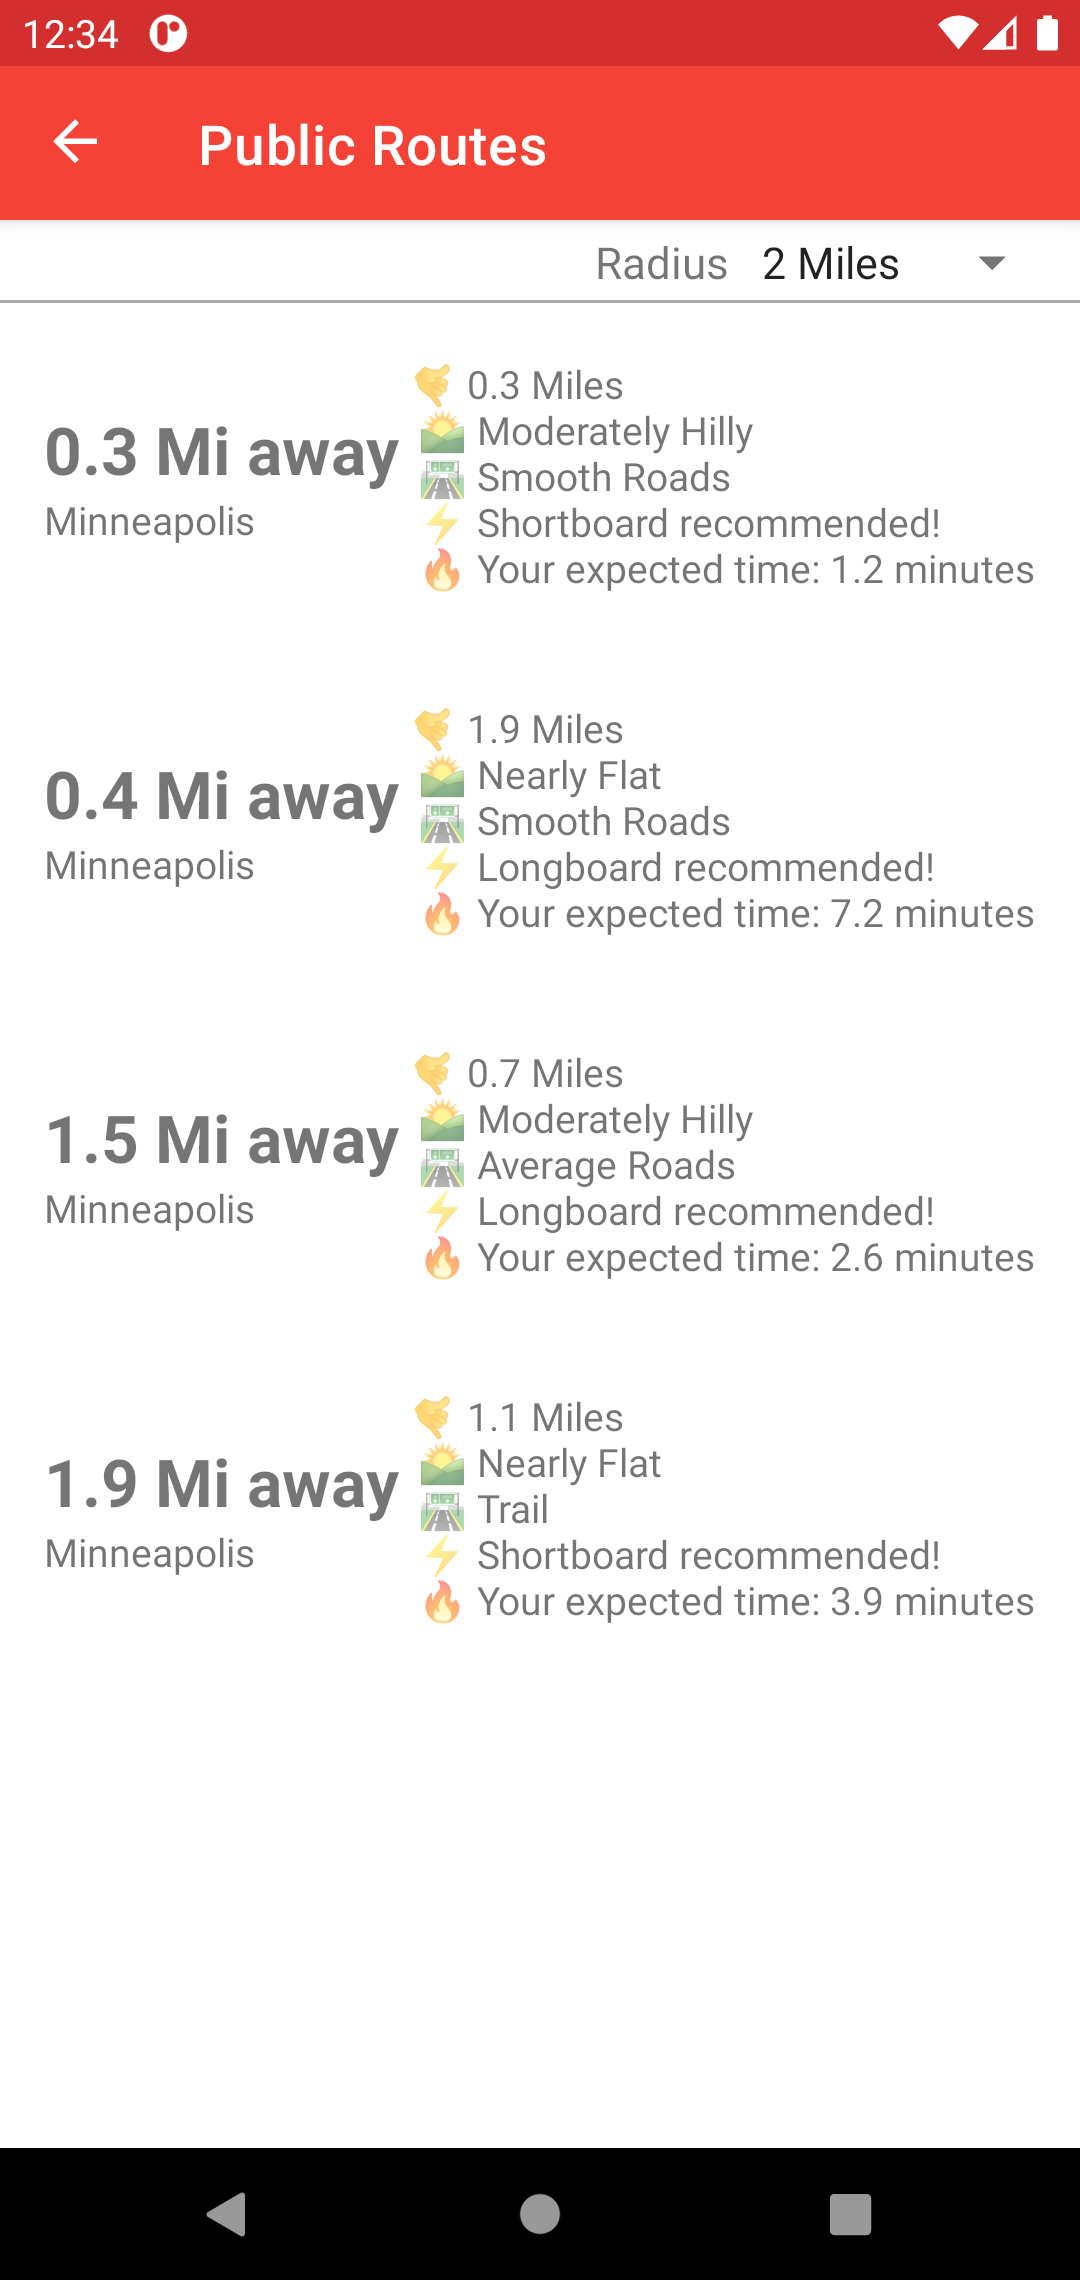 12:34
Public Routes
Radius 2 Miles
0.3 Mi away
Minneapolis
🤙 0.3 Miles
🌄 Moderately Hilly
🛣 Smooth Roads
⚡ Shortboard recommended!
🔥 Your expected time: 1.2 minutes
0.4 Mi away
Minneapolis
🤙 1.9 Miles
🌄 Nearly Flat
🛣 Smooth Roads
⚡ Longboard recommended!
🔥 Your expected time: 7.2 minutes
1.5 Mi away
Minneapolis
🤙 0.7 Miles
🌄 Moderately Hilly
🛣 Average Roads
⚡ Longboard recommended!
🔥 Your expected time: 2.6 minutes
1.9 Mi away
Minneapolis
🤙 1.1 Miles
🌄 Nearly Flat
🛣 Trail
⚡ Shortboard recommended!
🔥 Your expected time: 3.9 minutes